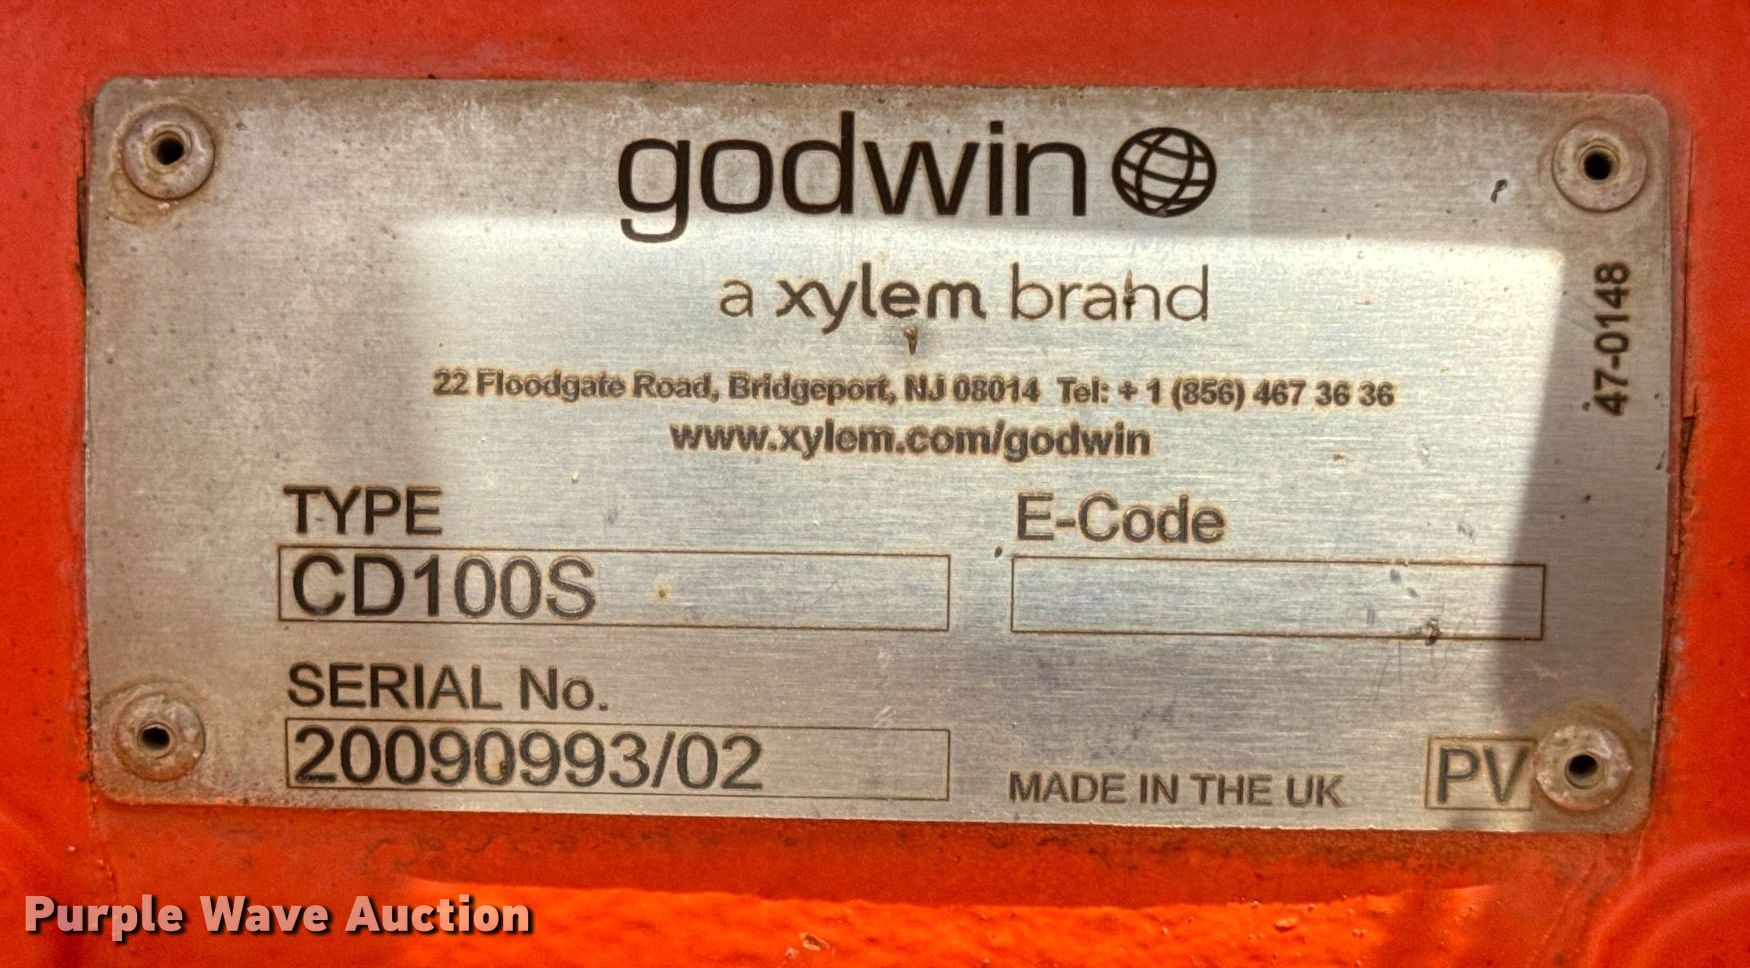 godwin
a xylem brand
22 Floodgate Road, Bridgeport, NJ 08014 Tel: + 1 (856) 467 36 36
www.xylem.com/godwin
47-0148
TYPE
CD100S
E-Code
SERIAL No.
20090993/02
MADE IN THE UK
PV
Purple Wave Auction